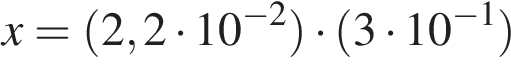 x = (2,2 · 10⁻²) · (3 · 10⁻¹)